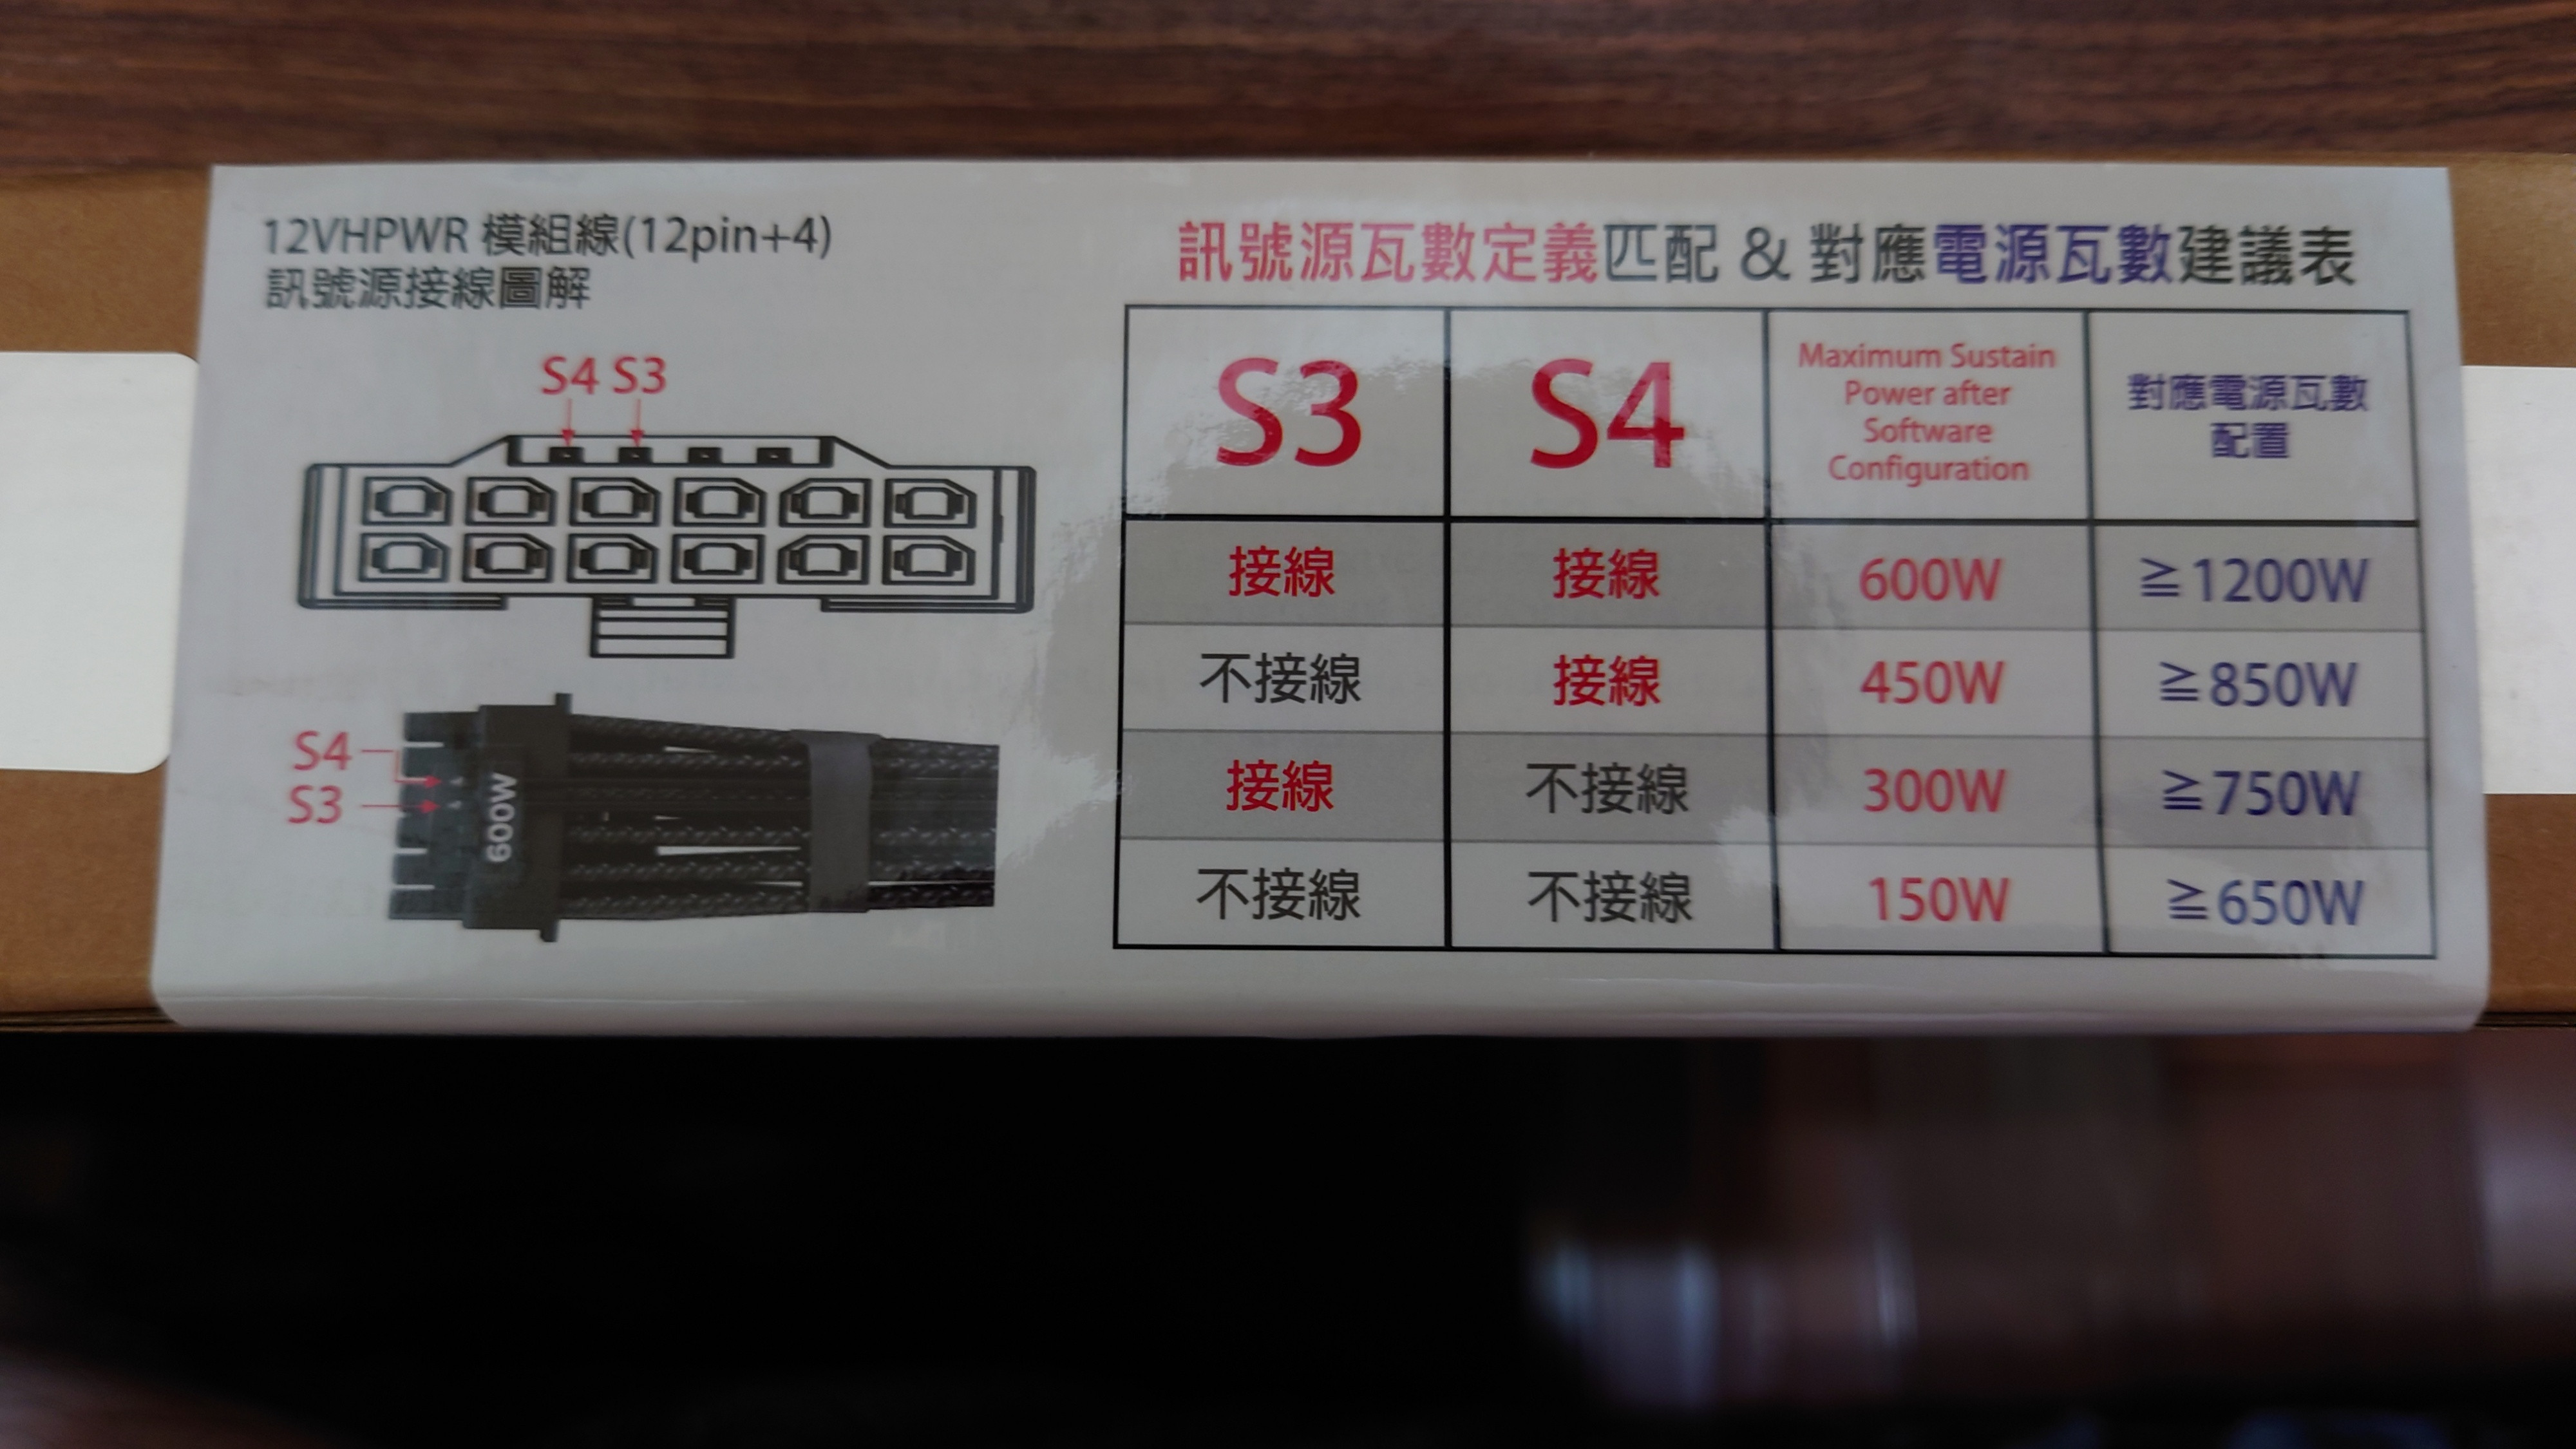 12VHPWR 模組線(12pin+4)
訊號源接線圖解
S4 S3
S4
S3
600W
訊號源瓦數定義匹配 & 對應電源瓦數建議表
S3 S4 Maximum Sustain Power after Software Configuration 對應電源瓦數配置
接線 接線 600W ≧1200W
不接線 接線 450W ≧850W
接線 不接線 300W ≧750W
不接線 不接線 150W ≧650W